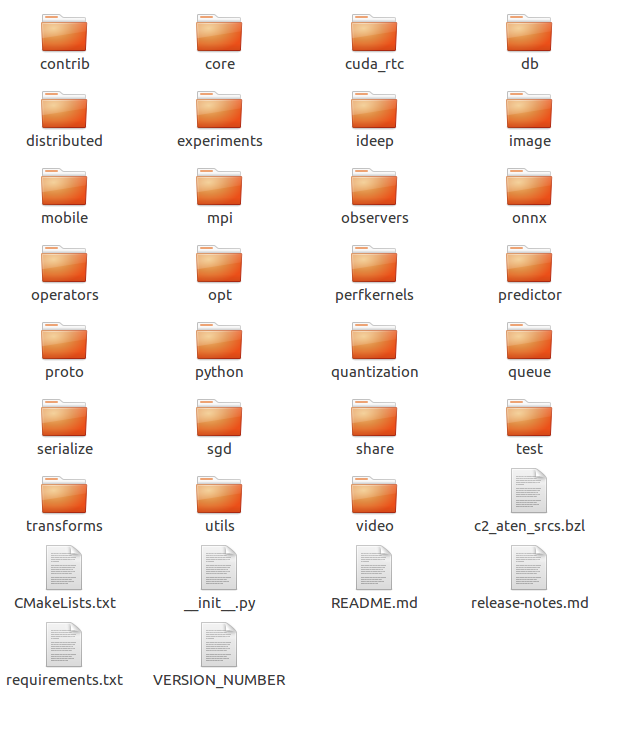 contrib
core
cuda_rtc
db
distributed
experiments
ideep
image
mobile
mpi
observers
onnx
operators
opt
perfkernels
predictor
proto
python
quantization
queue
serialize
sgd
share
test
transforms
utils
video
c2_aten_srcs.bzl
CMakeLists.txt
__init__.py
README.md
release-notes.md
requirements.txt
VERSION_NUMBER